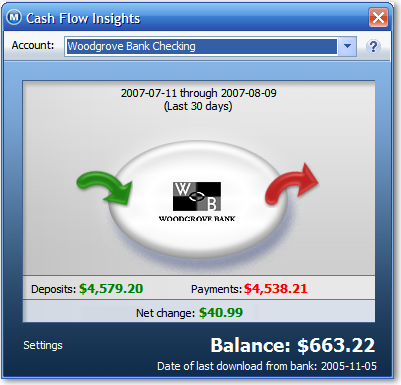 M Cash Flow Insights
Account: Woodgrove Bank Checking ?
2007-07-11 through 2007-08-09
(Last 30 days)
W
B
WOODGROVE BANK
Deposits: $4,579.20 Payments: $4,538.21
Net change: $40.99
Settings Balance: $663.22
Date of last download from bank: 2005-11-05